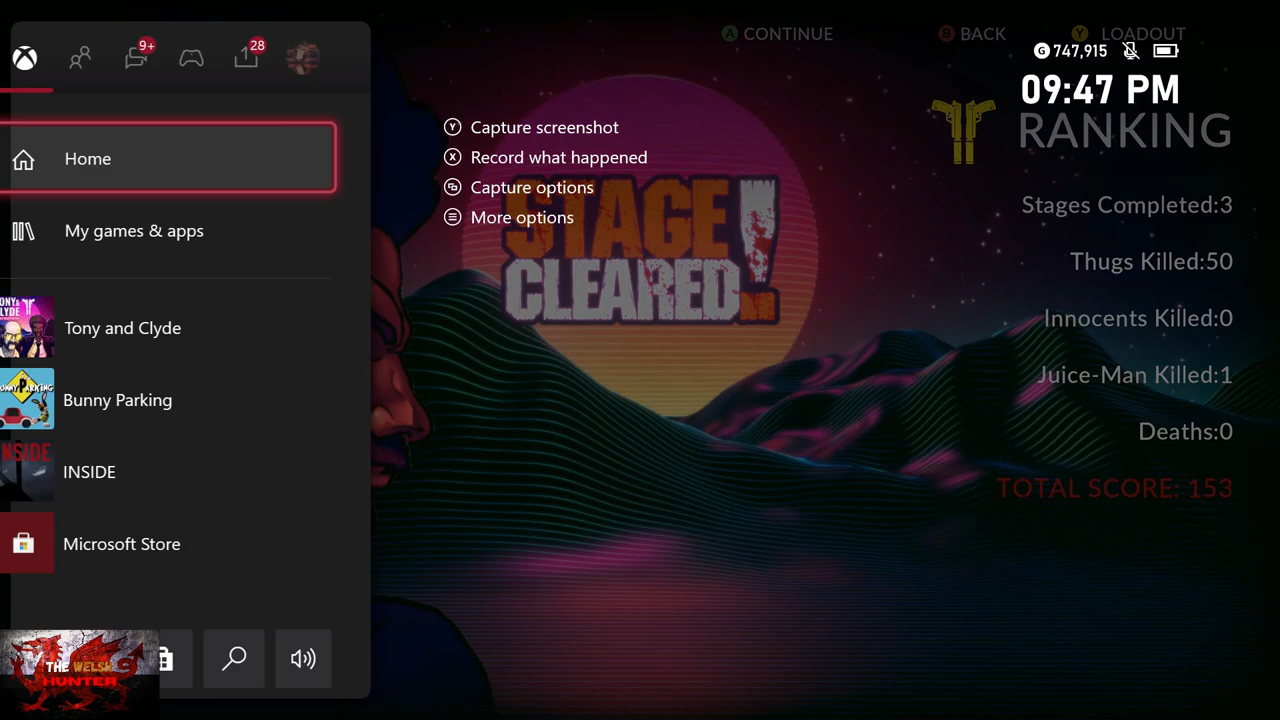 9+
28
Home
My games & apps
Tony and Clyde
Bunny Parking
INSIDE
Microsoft Store
THE WELSH
HUNTER
Y Capture screenshot
X Record what happened
Capture options
More options
STAGE
CLEARED!
A CONTINUE
B BACK
Y LOADOUT
G 747,915
09:47 PM
RANKING
Stages Completed:3
Thugs Killed:50
Innocents Killed:0
Juice-Man Killed:1
Deaths:0
TOTAL SCORE: 153